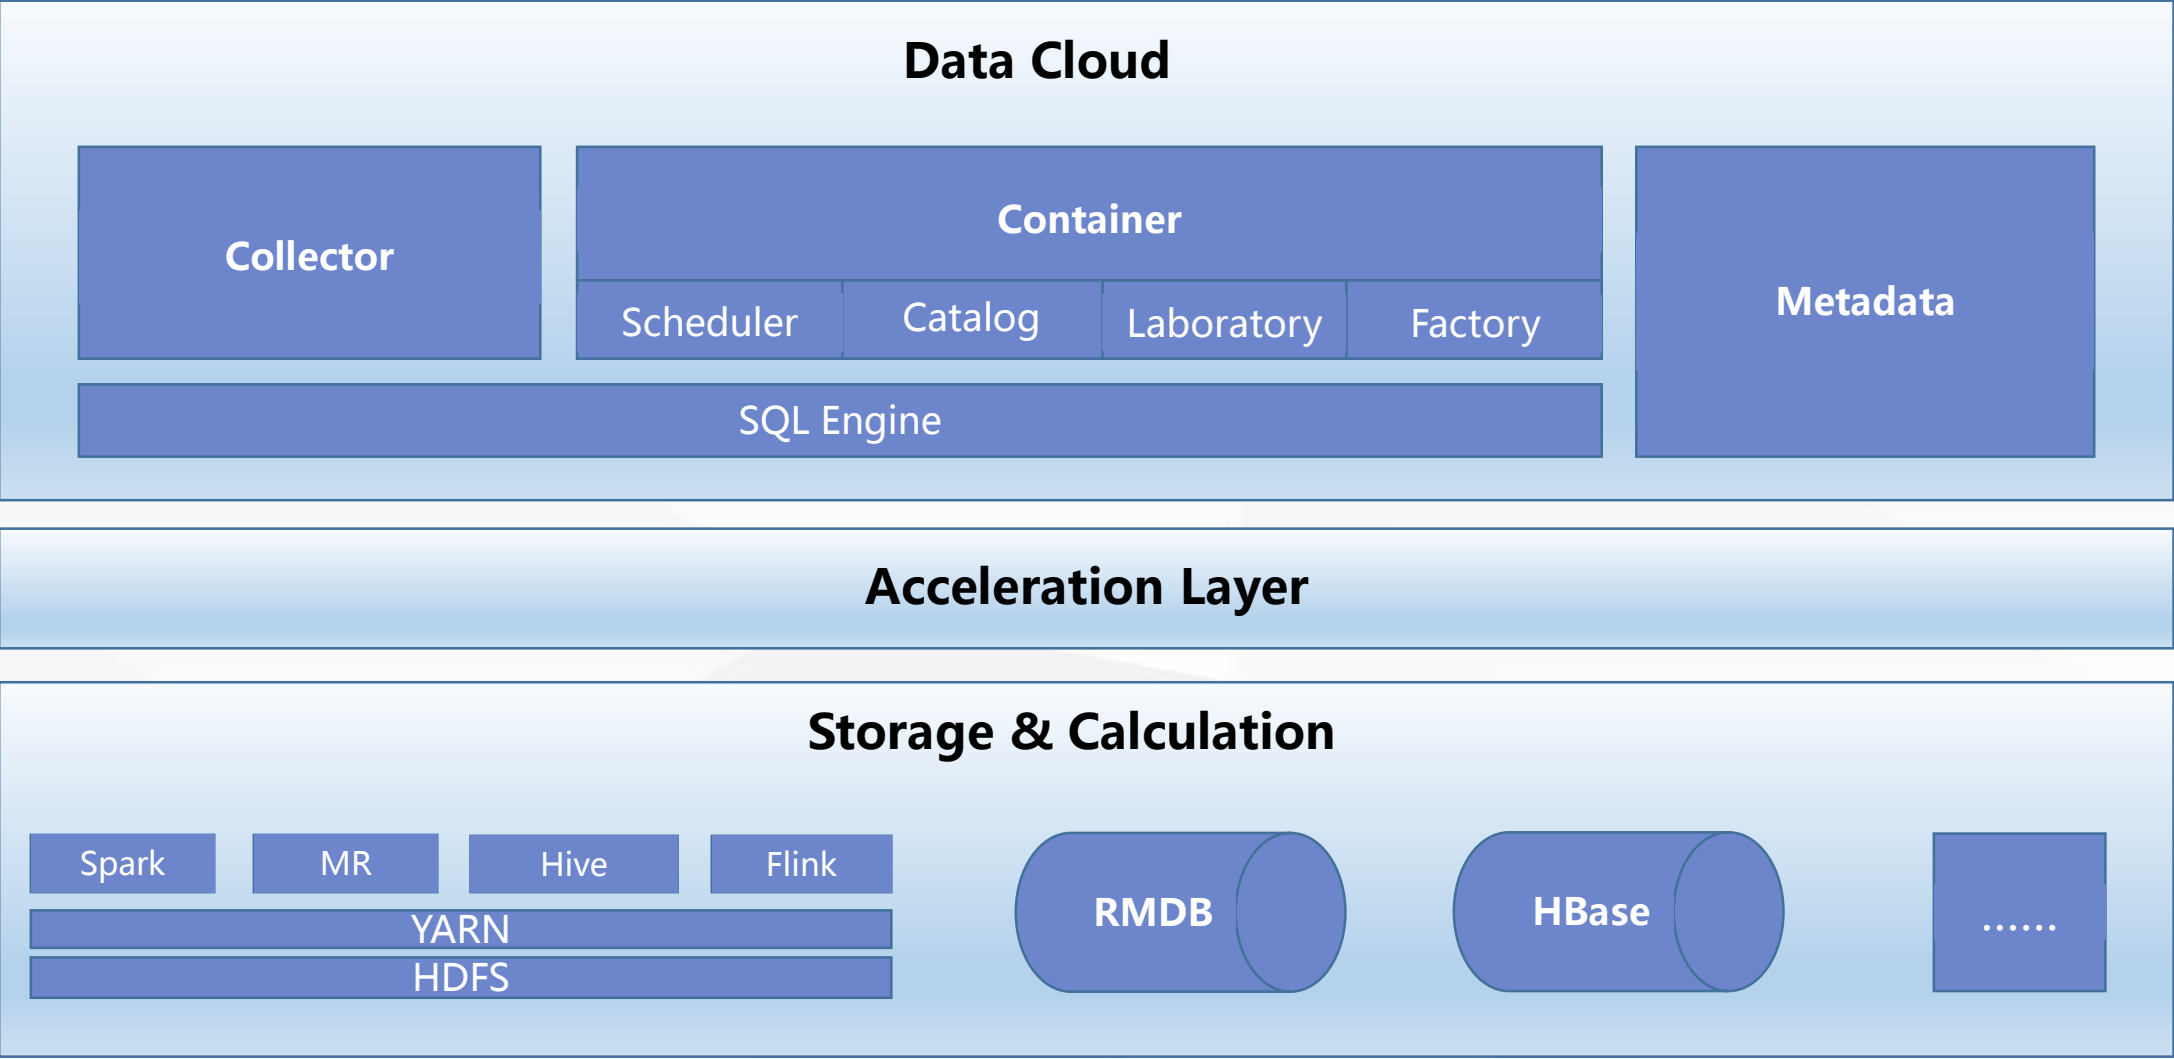 Data Cloud
Collector
Container
Scheduler
Catalog
Laboratory
Factory
Metadata
SQL Engine
Acceleration Layer
Storage & Calculation
Spark
MR
Hive
Flink
YARN
HDFS
RMDB
HBase
......